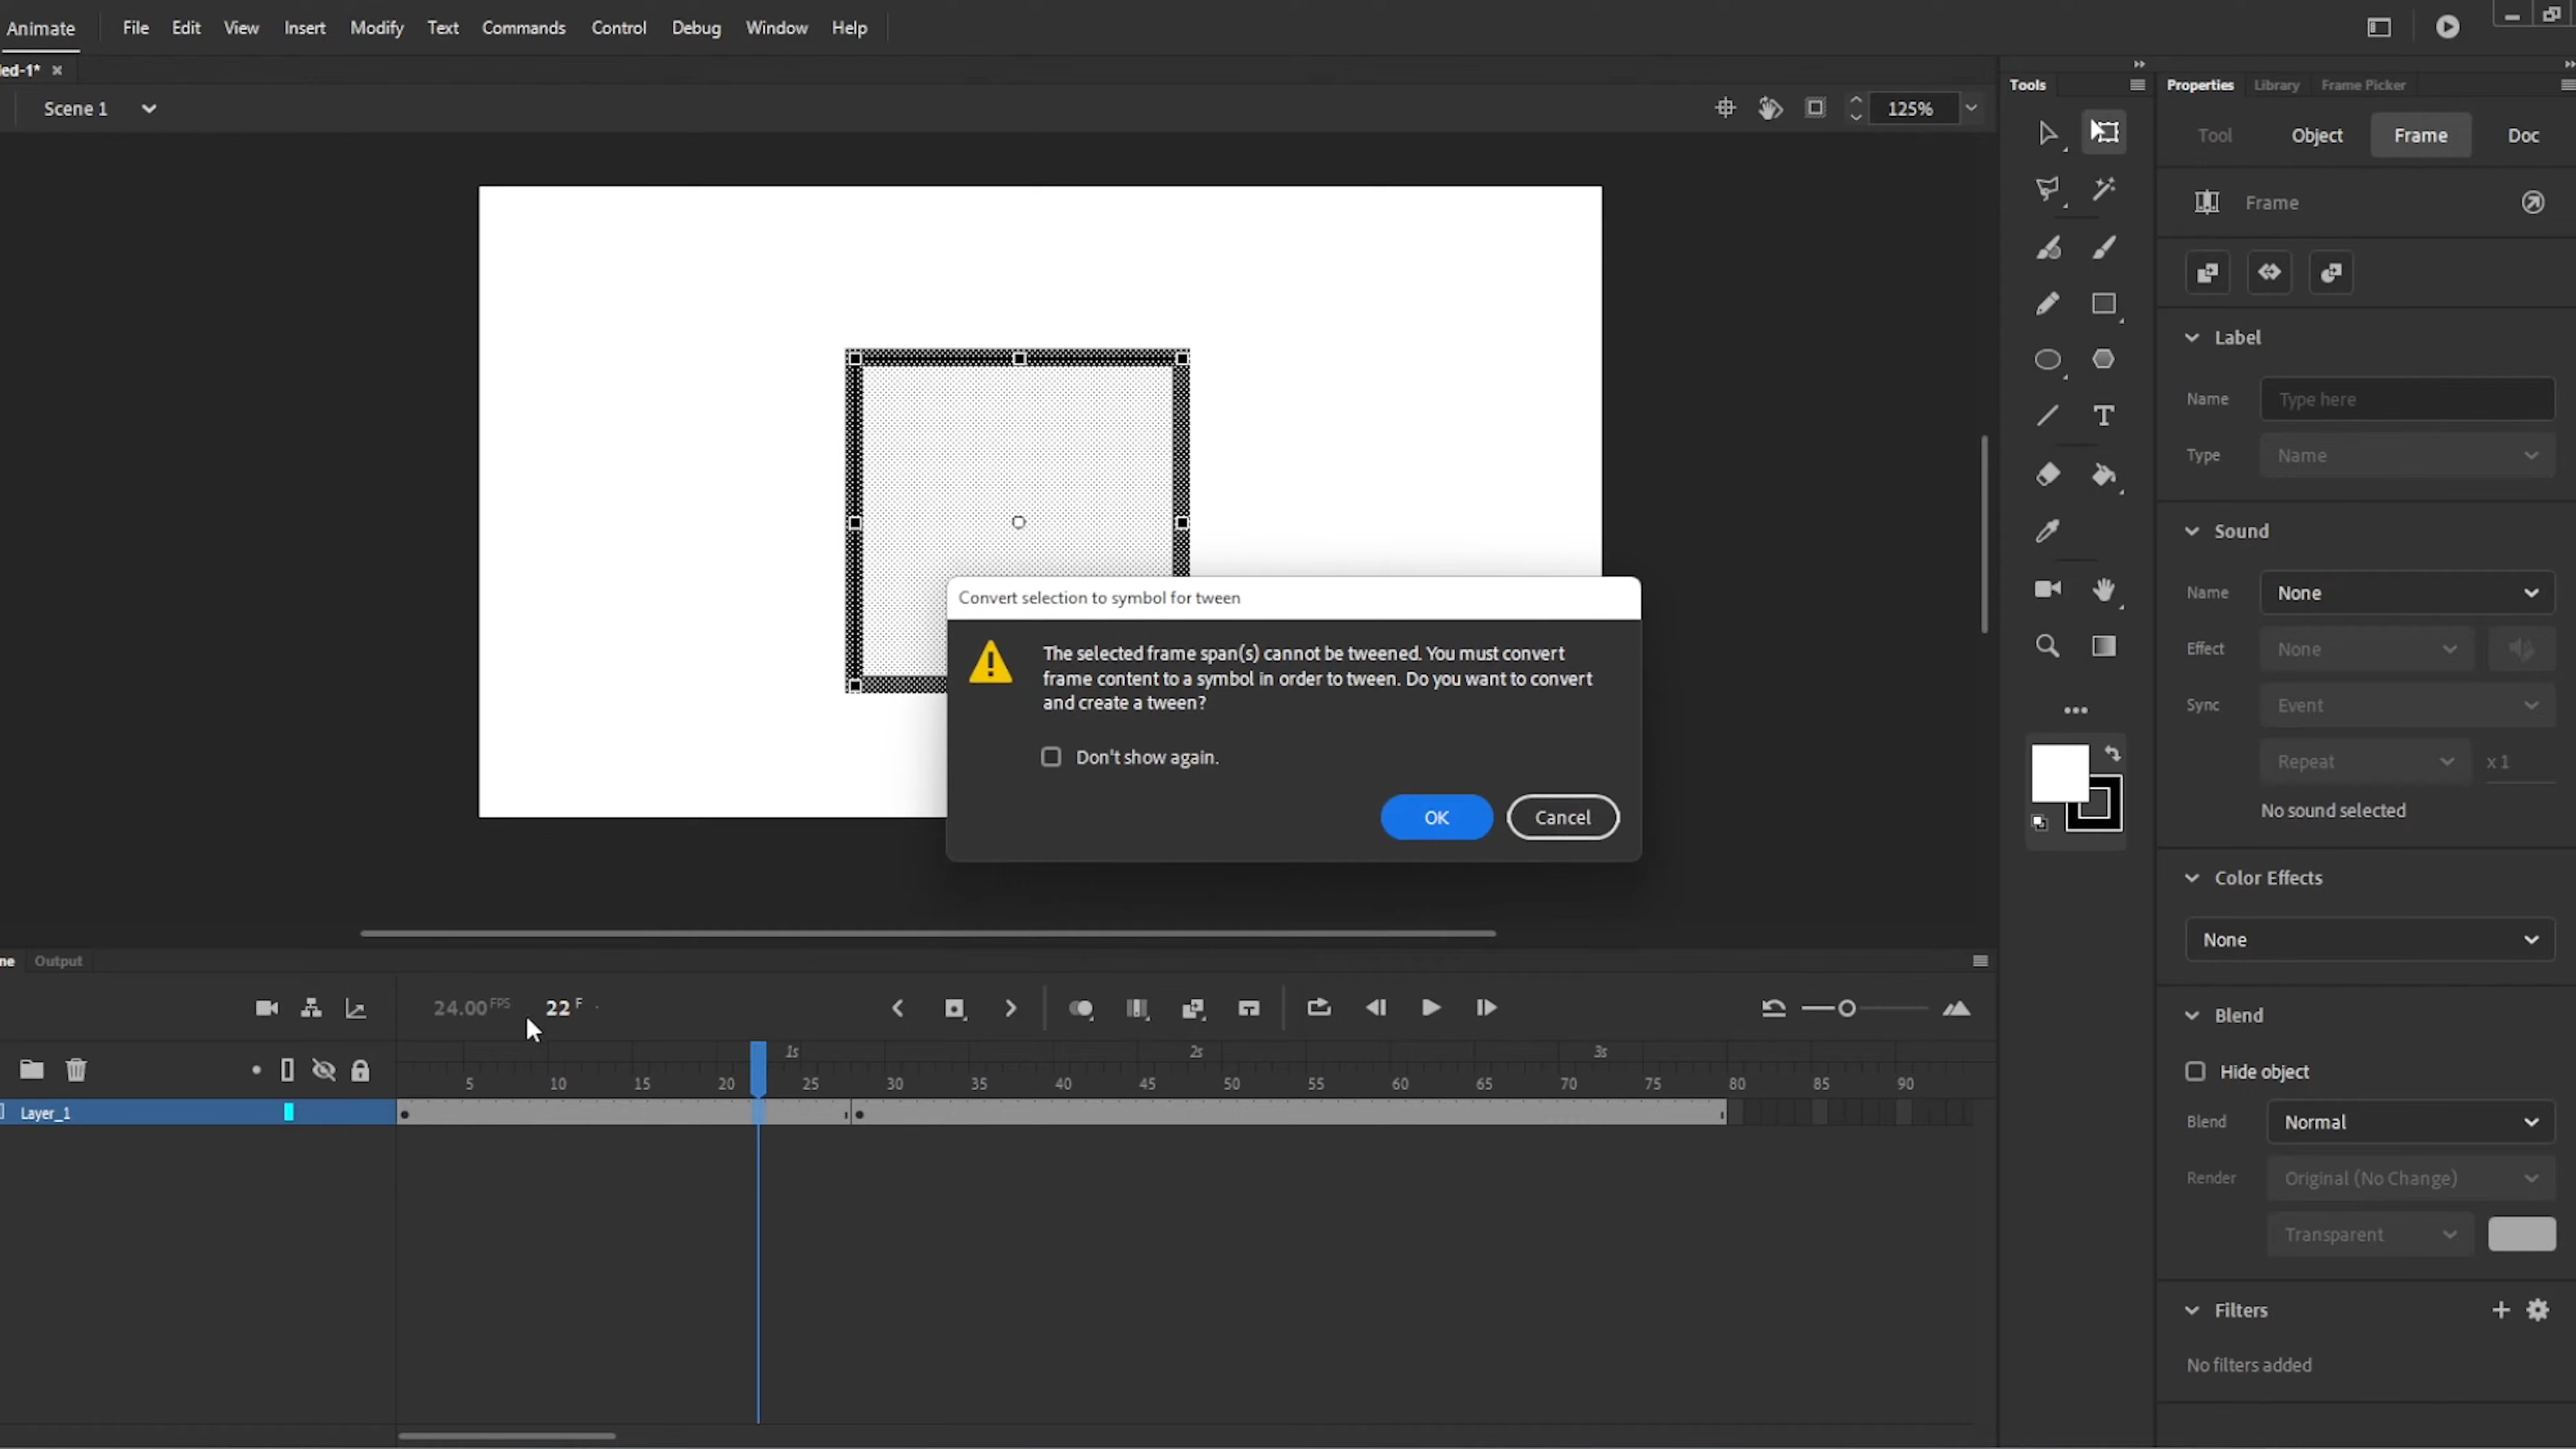 Animate File Edit View Insert Modify Text Commands Control Debug Window Help
led-1*
Scene 1
125%
Tools
Properties Library Frame Picker
Tool Object Frame Doc
Frame
Label
Name Type here
Type Name
Sound
Name None
Effect None
Sync Event
Repeat x 1
No sound selected
Color Effects
None
Blend
Hide object
Blend Normal
Render Original (No Change)
Transparent
Filters
No filters added
Convert selection to symbol for tween
The selected frame span(s) cannot be tweened. You must convert
frame content to a symbol in order to tween. Do you want to convert
and create a tween?
Don't show again.
OK Cancel
ne Output
24.00 FPS 22 F
1s 2s 3s
5 10 15 20 25 30 35 40 45 50 55 60 65 70 75 80 85 90
Layer_1